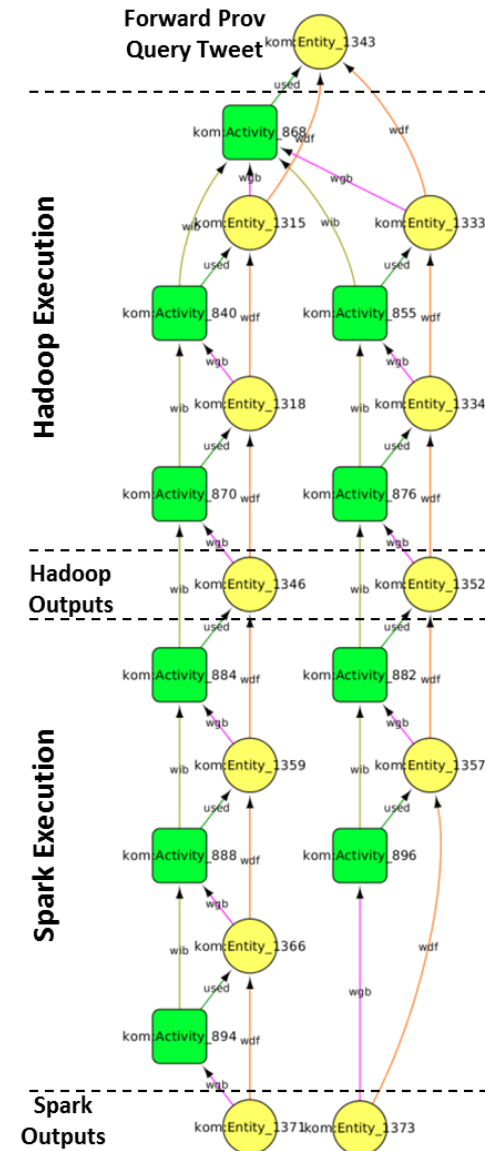 Forward Prov
Query Tweet
kom:Entity_1343
used
kom:Activity_868
wdf
wdf
wgb
wgb
wib
wib
kom:Entity_1315
kom:Entity_1333
used
used
Hadoop Execution
kom:Activity_840
kom:Activity_855
wdf
wdf
wgb
wgb
wib
wib
kom:Entity_1318
kom:Entity_1334
used
used
kom:Activity_870
kom:Activity_876
wdf
wdf
wgb
wgb
Hadoop
Outputs
wib
wib
kom:Entity_1346
kom:Entity_1352
used
used
Spark Execution
kom:Activity_884
kom:Activity_882
wdf
wdf
wgb
wgb
wib
wib
kom:Entity_1359
kom:Entity_1357
used
used
kom:Activity_888
kom:Activity_896
wdf
wgb
wib
kom:Entity_1366
wdf
used
wgb
kom:Activity_894
wdf
wgb
Spark
Outputs
kom:Entity_1371
kom:Entity_1373